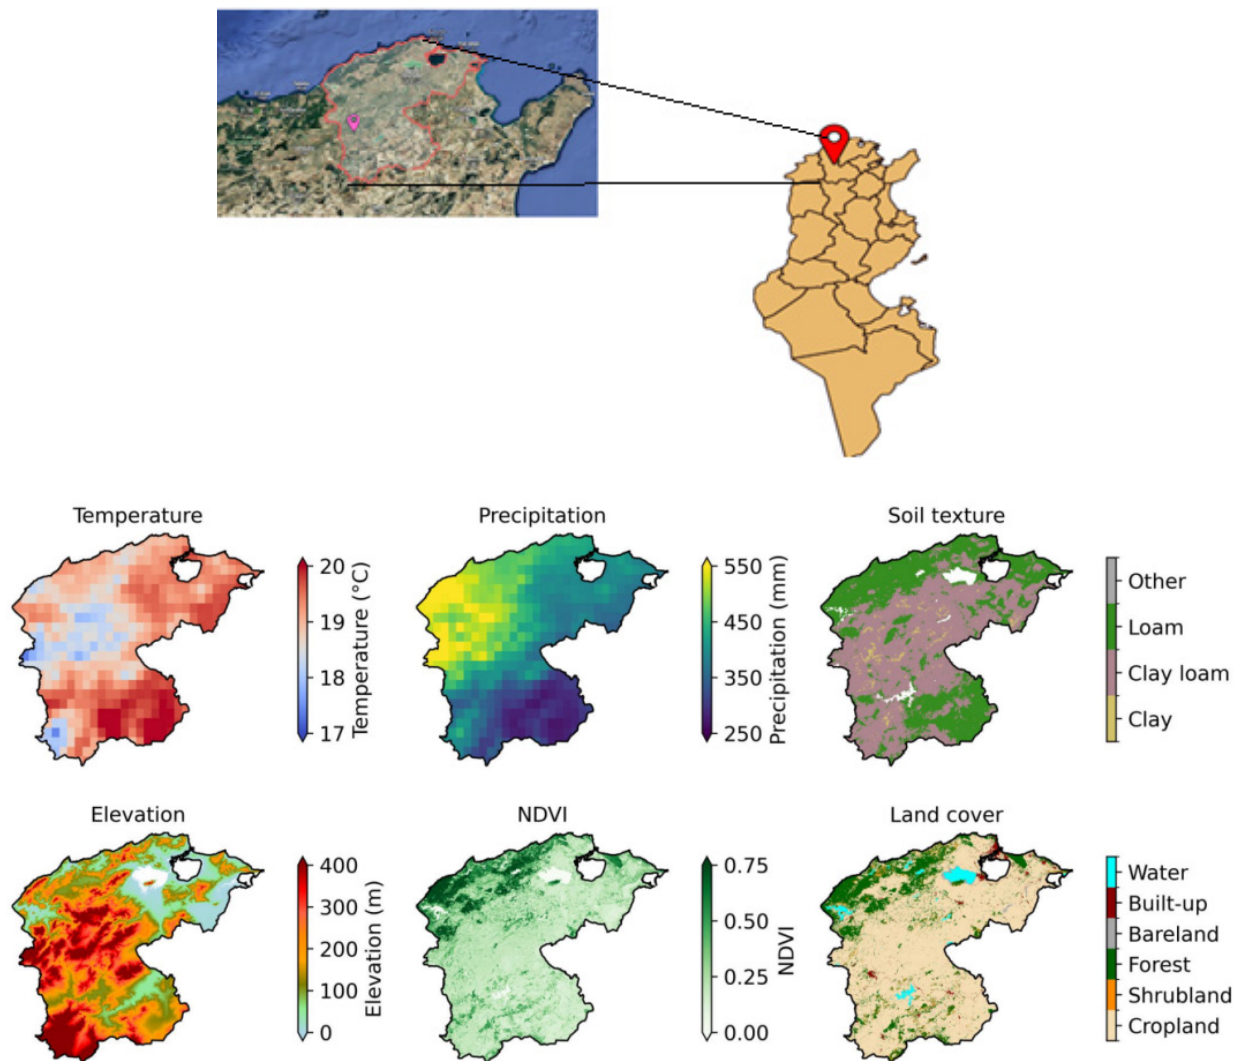 Temperature
20
19
18
17
Temperature (°C)
Precipitation
550
450
350
250
Precipitation (mm)
Soil texture
Other
Loam
Clay loam
Clay
Elevation
400
300
200
100
0
Elevation (m)
NDVI
0.75
0.50
0.25
0.00
NDVI
Land cover
Water
Built-up
Bareland
Forest
Shrubland
Cropland